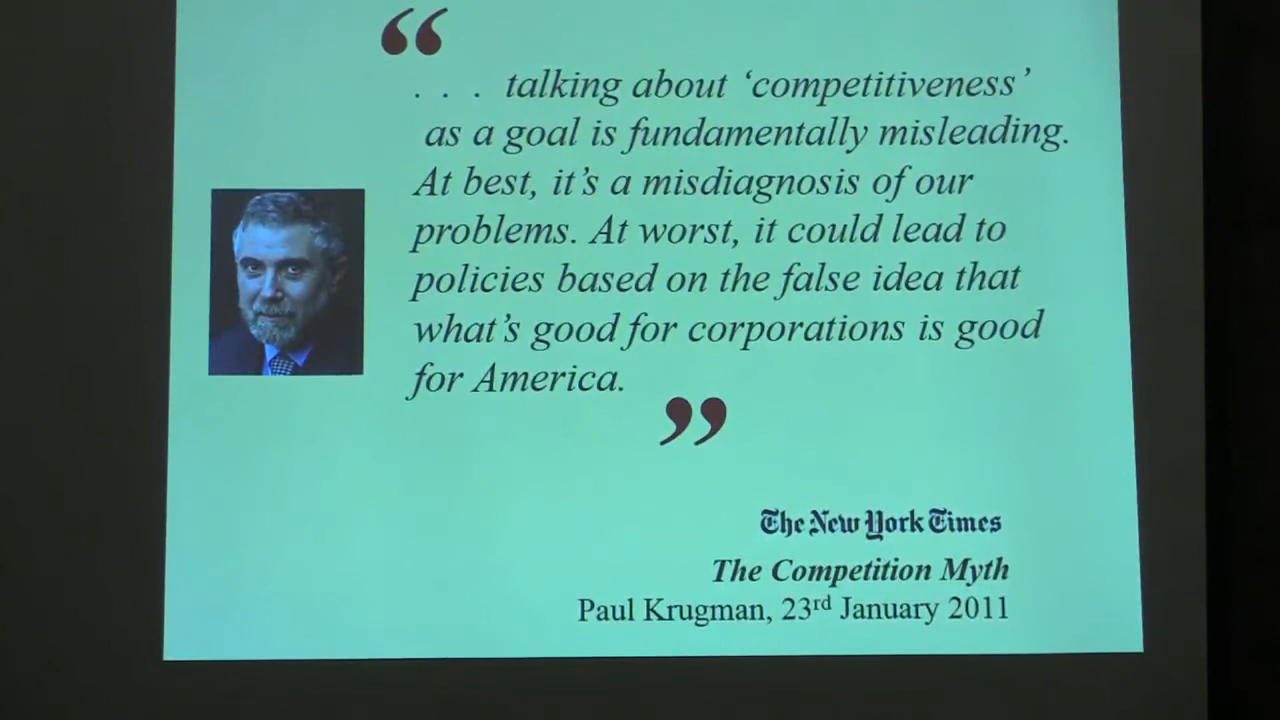 “
. . . talking about ‘competitiveness’
as a goal is fundamentally misleading.
At best, it’s a misdiagnosis of our
problems. At worst, it could lead to
policies based on the false idea that
what’s good for corporations is good
for America.
”
The New York Times
The Competition Myth
Paul Krugman, 23rd January 2011